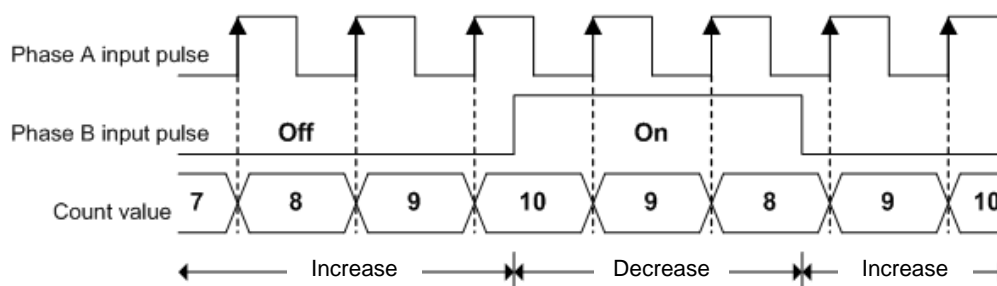 Phase A input pulse
Phase B input pulse Off On
Count value 7 8 9 10 9 8 9 10
Increase Decrease Increase